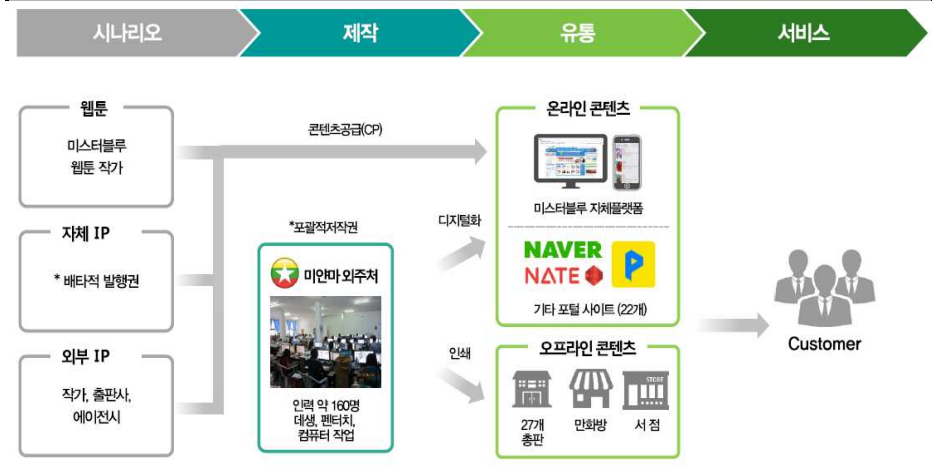 시나리오
제작
유통
서비스
웹툰
미스터블루
웹툰 작가
자체 IP
* 배타적 발행권
외부 IP
작가, 출판사,
에이전시
콘텐츠공급(CP)
*포괄적저작권
미얀마 외주처
인력 약 160명
데생, 펜터치,
컴퓨터 작업
디지털화
인쇄
온라인 콘텐츠
미스터블루 자체플랫폼
NAVER
NATE
기타 포털 사이트 (22개)
오프라인 콘텐츠
STORE
27개
총판
만화방
서 점
Customer